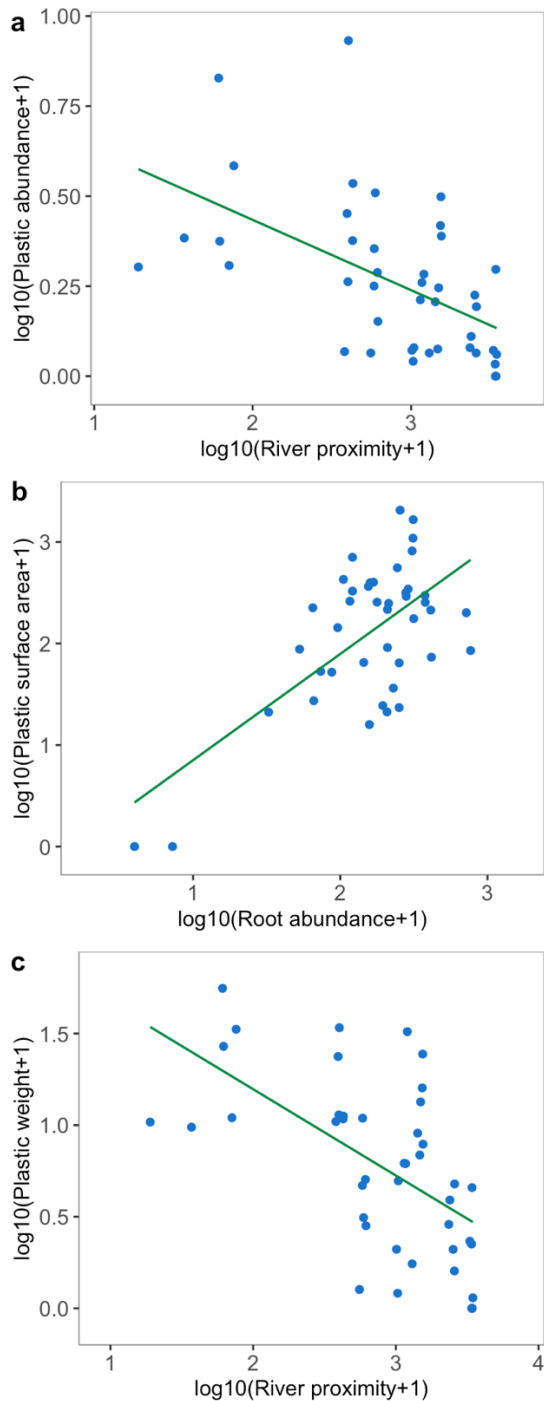 a
1.00
0.75
0.50
0.25
0.00
log10(Plastic abundance+1)
1 2 3
log10(River proximity+1)
b
3
2
1
0
log10(Plastic surface area+1)
1 2 3
log10(Root abundance+1)
c
1.5
1.0
0.5
0.0
log10(Plastic weight+1)
1 2 3 4
log10(River proximity+1)